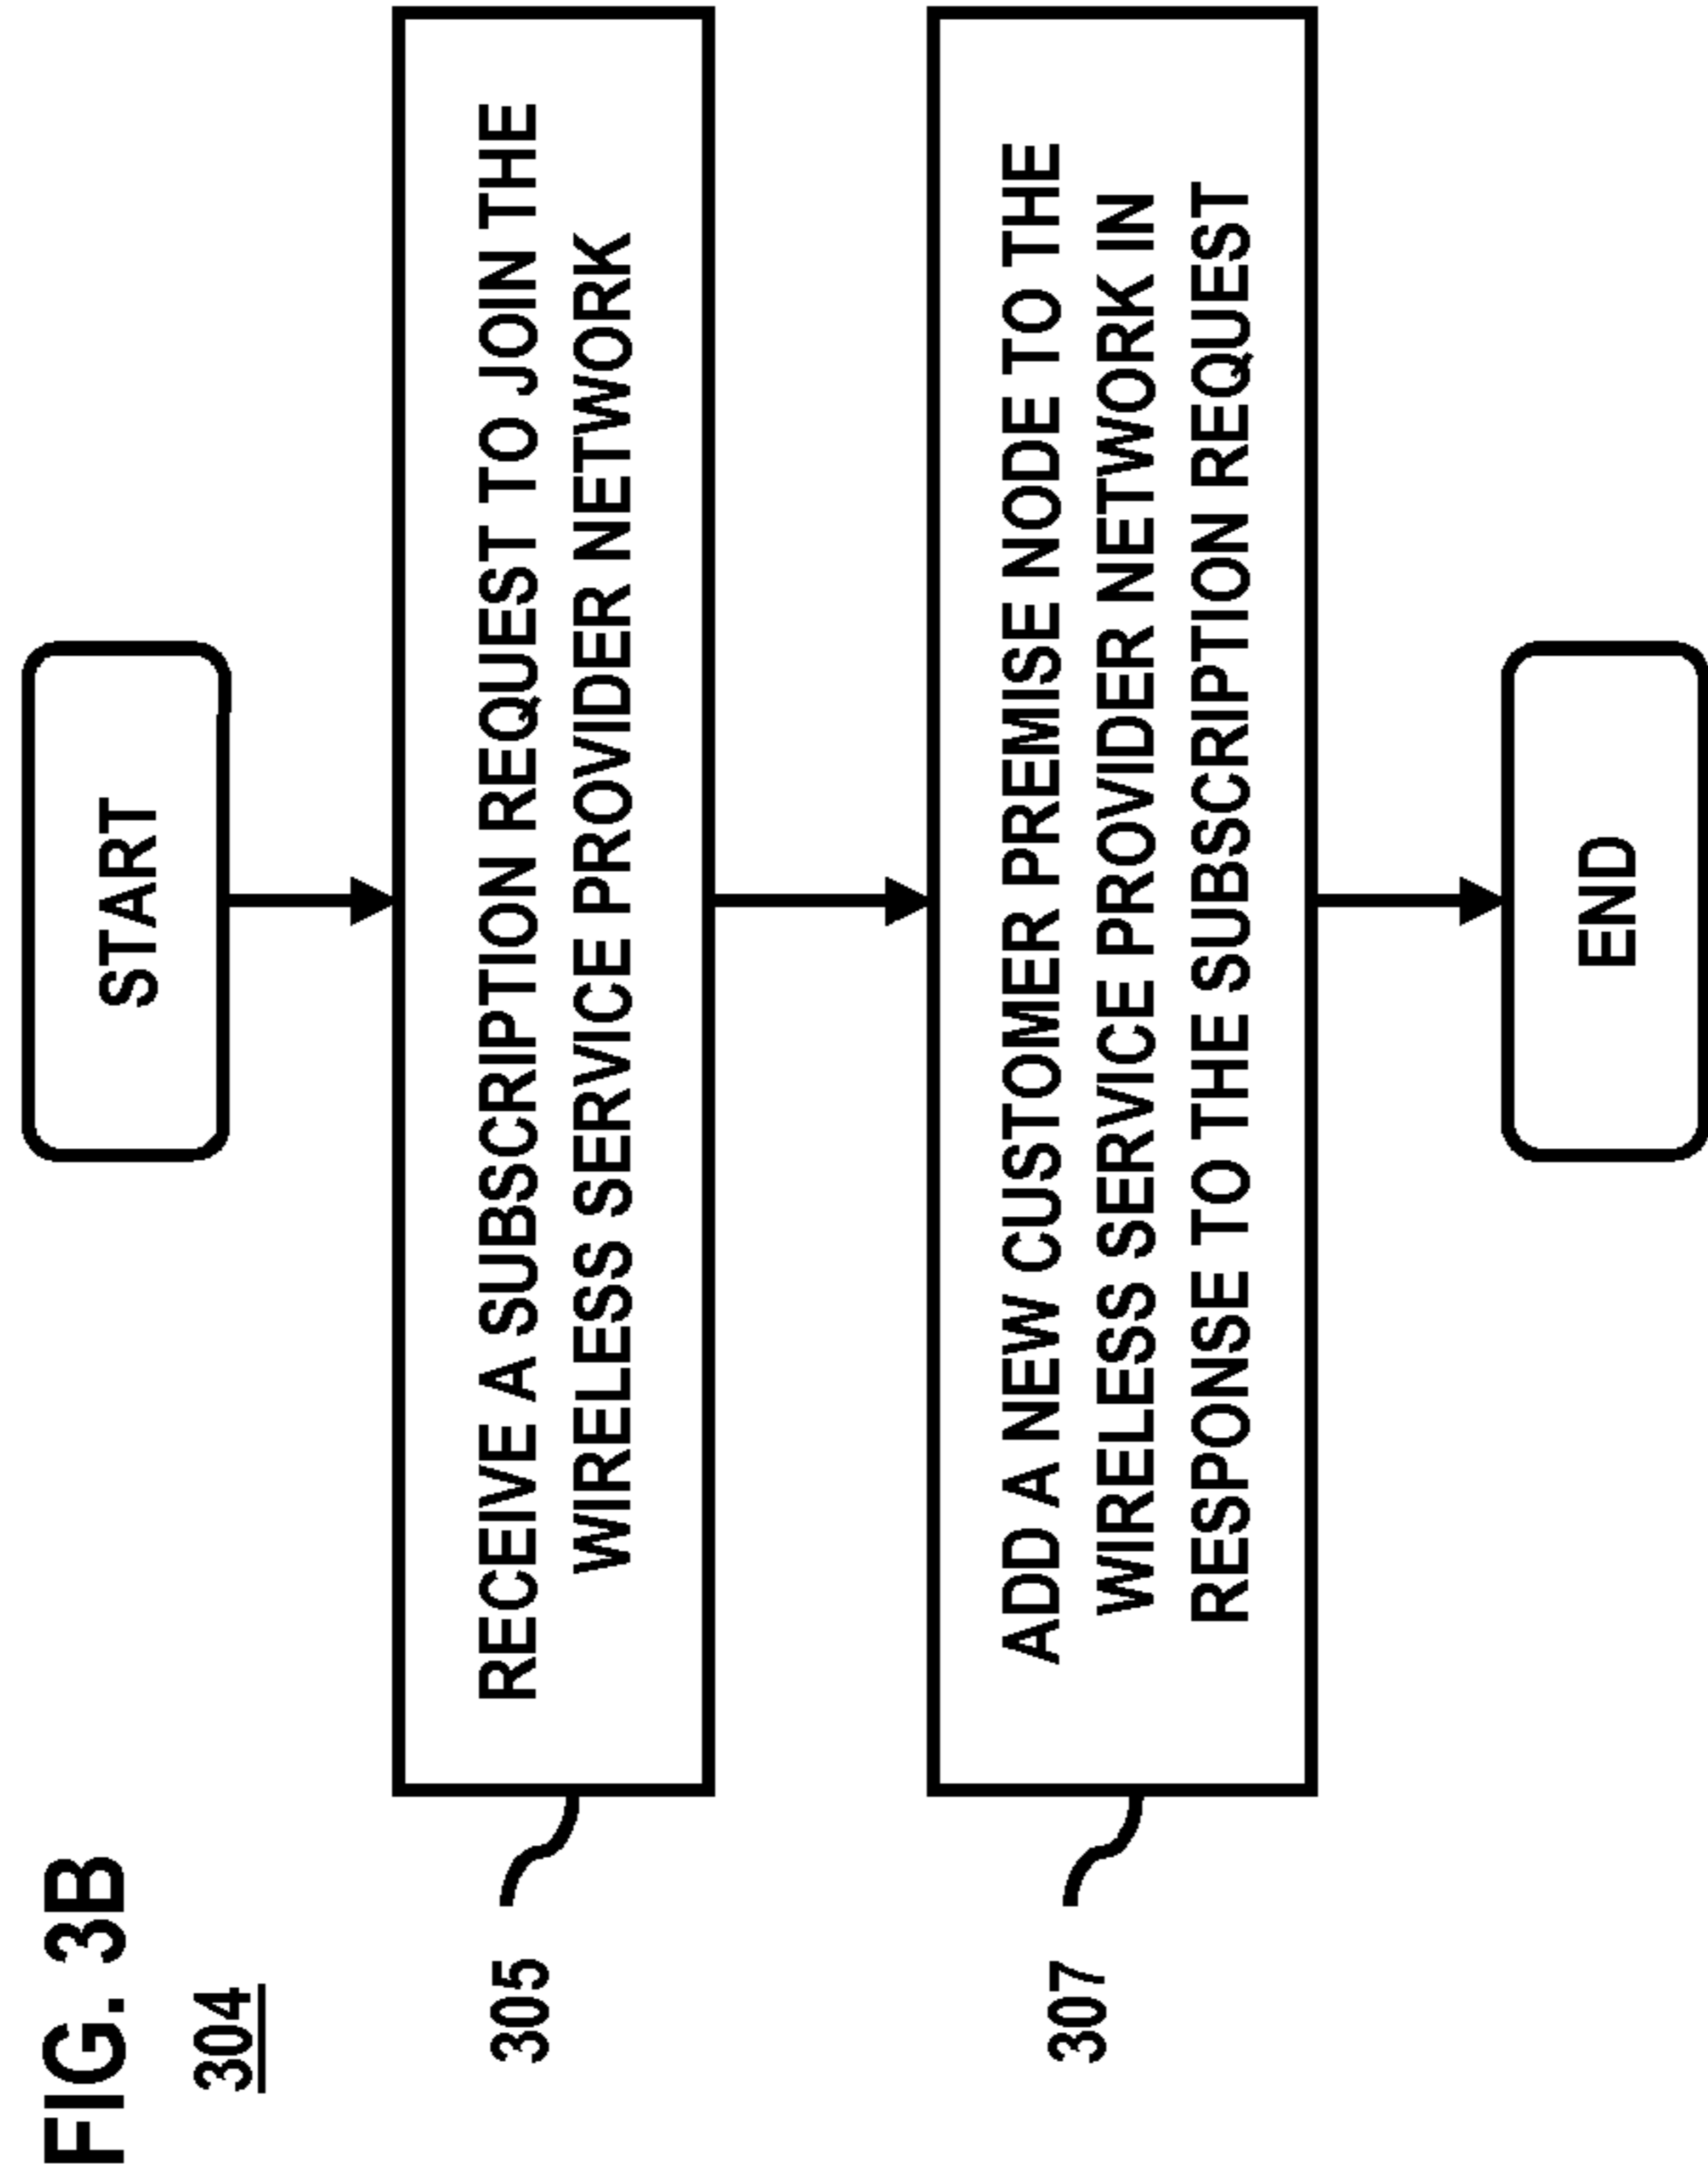 FIG. 3B
304
START
305
RECEIVE A SUBSCRIPTION REQUEST TO JOIN THE
WIRELESS SERVICE PROVIDER NETWORK
307
ADD A NEW CUSTOMER PREMISE NODE TO THE
WIRELESS SERVICE PROVIDER NETWORK IN
RESPONSE TO THE SUBSCRIPTION REQUEST
END